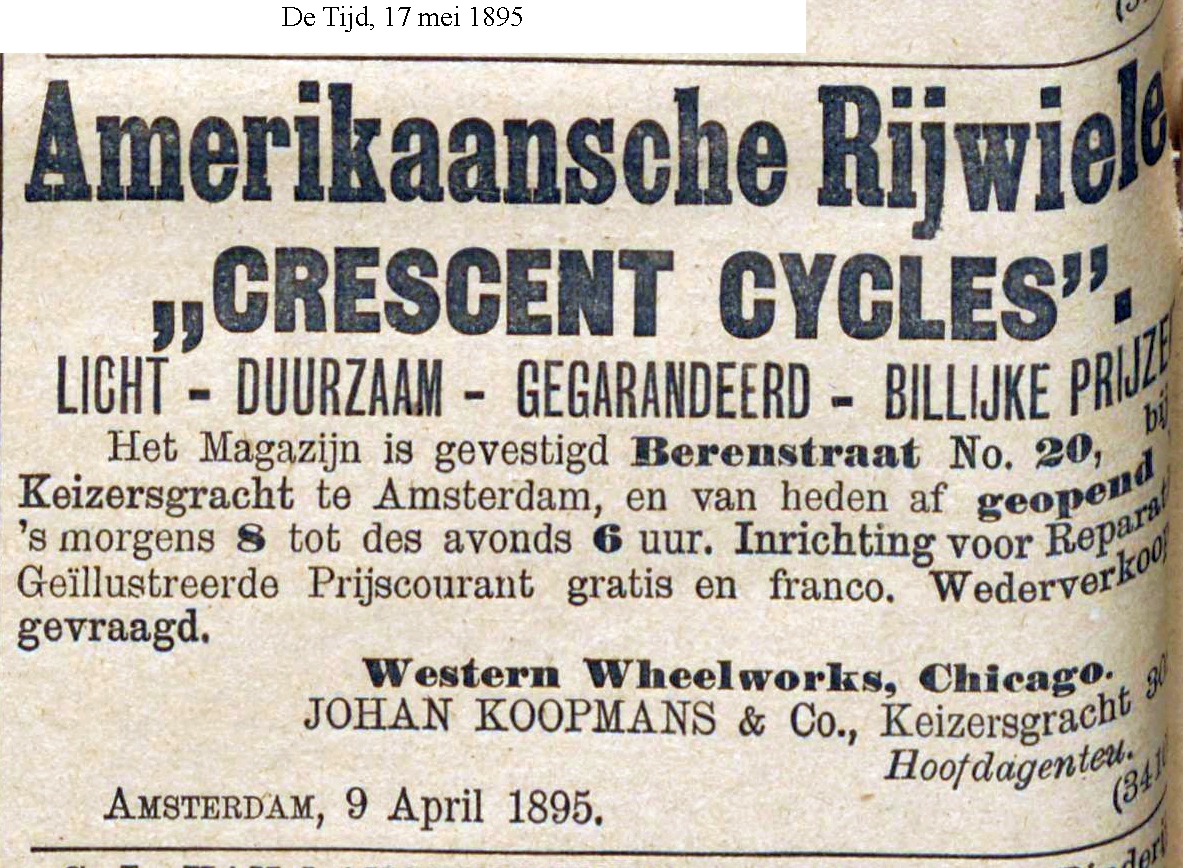 De Tijd, 17 mei 1895
Amerikaansche Rijwiele
„CRESCENT CYCLES”.
LICHT - DUURZAAM - GEGARANDEERD - BILLIJKE PRIJZE
Het Magazijn is gevestigd Berenstraat No. 20, bij
Keizersgracht te Amsterdam, en van heden af geopend
's morgens 8 tot des avonds 6 uur. Inrichting voor Reparat
Geïllustreerde Prijscourant gratis en franco. Wederverkoop
gevraagd.
Western Wheelworks, Chicago.
JOHAN KOOPMANS & Co., Keizersgracht
Hoofdagenten.
AMSTERDAM, 9 April 1895.